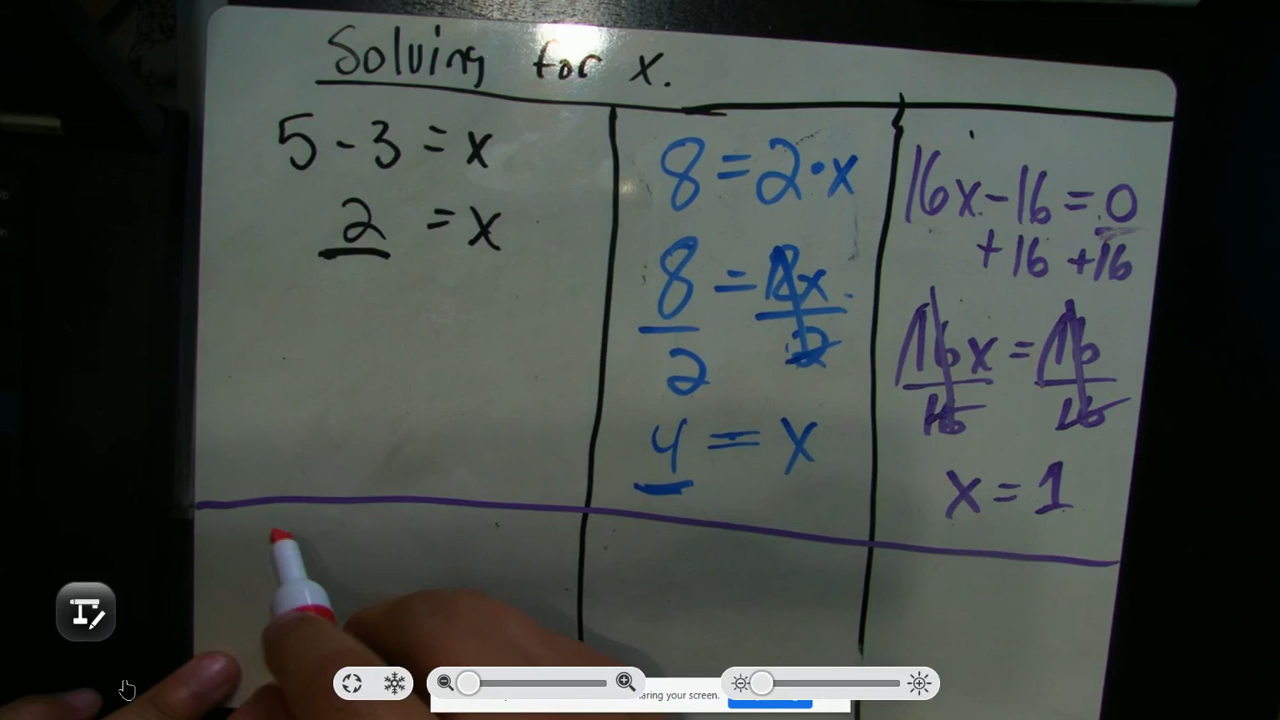 Solving for x.
5 - 3 = x
2 = x
8 = 2 • x
8 = 2x
2 2
4 = x
16x - 16 = 0
+ 16 + 16
16x = 16
16 16
x = 1
aring your screen.